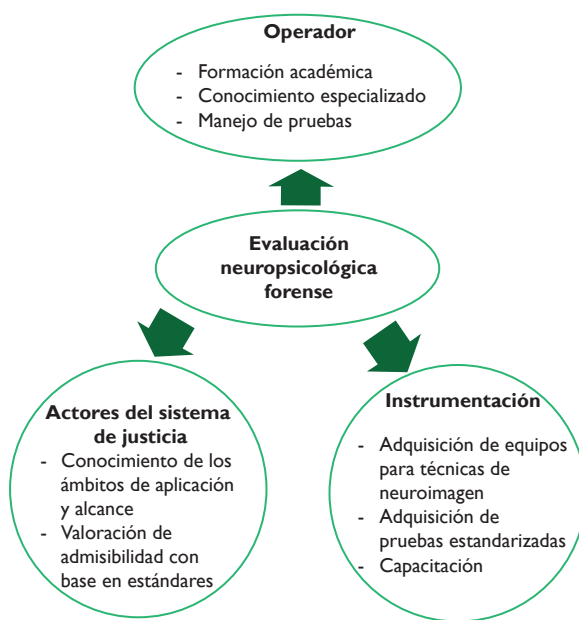 Operador
- Formación académica
- Conocimiento especializado
- Manejo de pruebas
Evaluación
neuropsicológica
forense
Actores del sistema
de justicia
- Conocimiento de los
ámbitos de aplicación
y alcance
- Valoración de
admisibilidad con
base en estándares
Instrumentación
- Adquisición de equipos
para técnicas de
neuroimagen
- Adquisición de
pruebas estandarizadas
- Capacitación